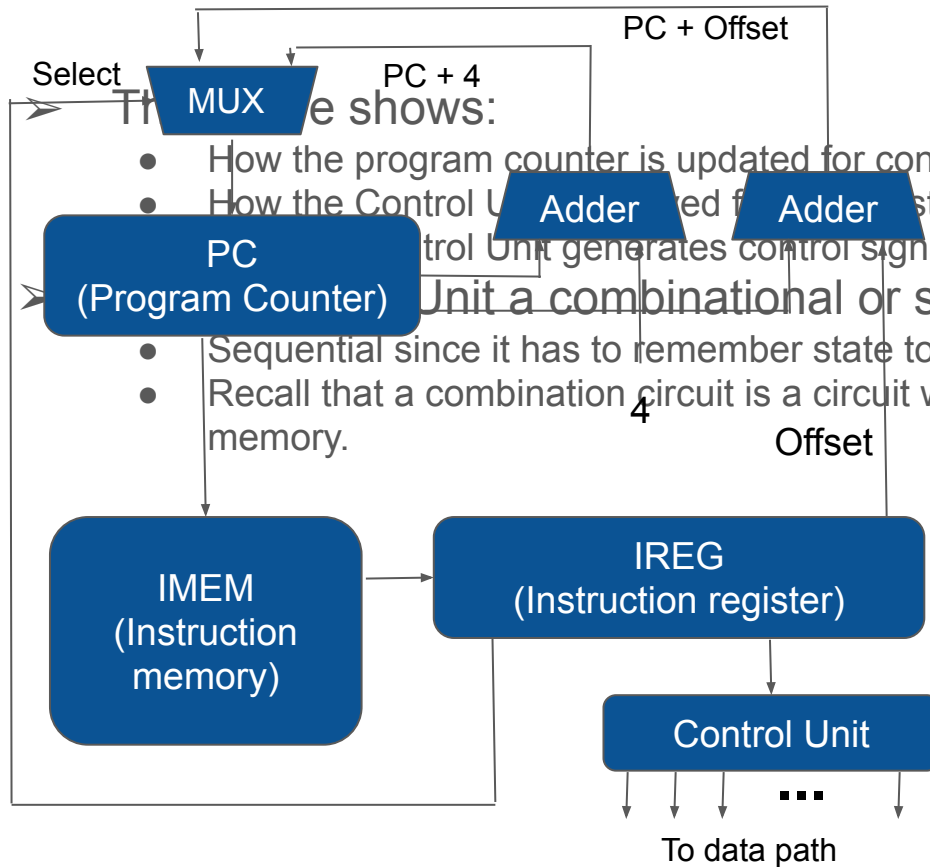 PC + Offset
Select
PC + 4
MUX
e shows:
How the program counter is updated for con
How the Control
Adder
Adder
PC
(Program Counter)
trol Unit generates control sign
Unit a combinational or s
Sequential since it has to remember state to
Recall that a combination circuit is a circuit w
memory.
4
Offset
IMEM
(Instruction
memory)
IREG
(Instruction register)
Control Unit
...
To data path